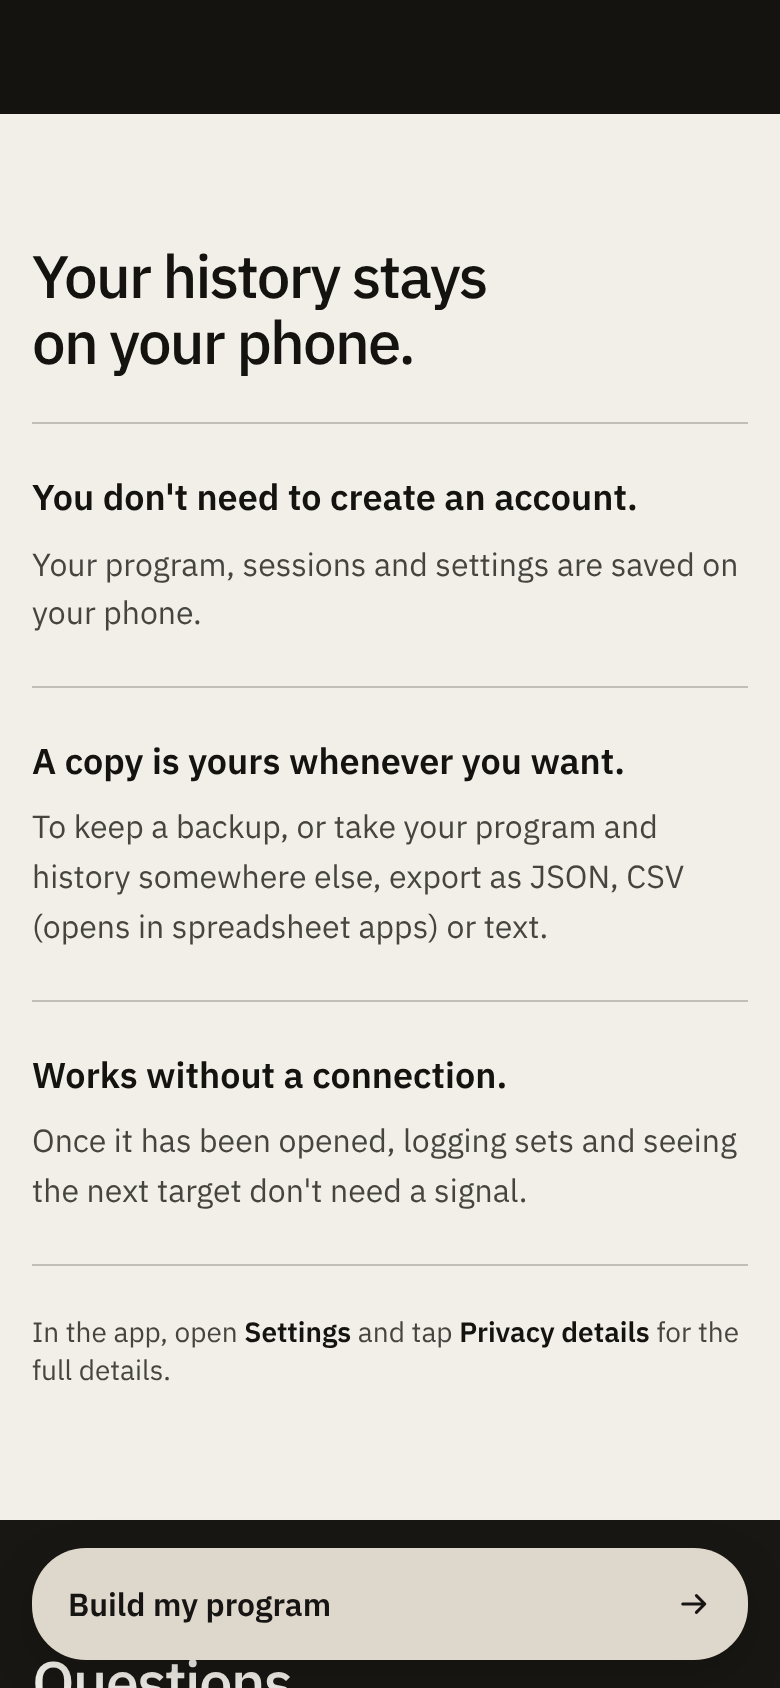 Your history stays
on your phone.
You don't need to create an account.
Your program, sessions and settings are saved on
your phone.
A copy is yours whenever you want.
To keep a backup, or take your program and
history somewhere else, export as JSON, CSV
(opens in spreadsheet apps) or text.
Works without a connection.
Once it has been opened, logging sets and seeing
the next target don't need a signal.
In the app, open Settings and tap Privacy details for the
full details.
Build my program
Questions